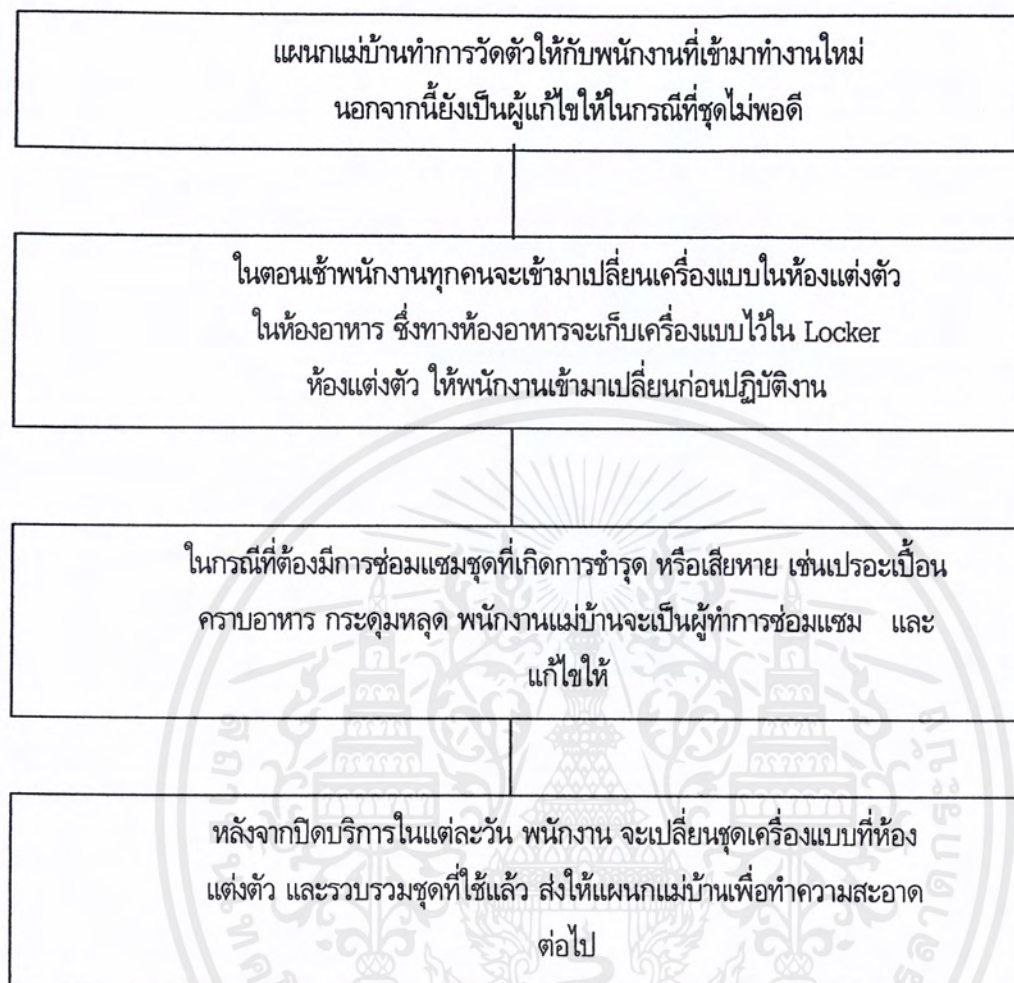 แผนกแม่บ้านทำการวัดตัวให้กับพนักงานที่เข้ามาทำงานใหม่
นอกจากนี้ยังเป็นผู้แก้ไขให้ในกรณีที่ชุดไม่พอดี
ในตอนเช้าพนักงานทุกคนจะเข้ามาเปลี่ยนเครื่องแบบในห้องแต่งตัว
ในห้องอาหาร ซึ่งทางห้องอาหารจะเก็บเครื่องแบบไว้ใน Locker
ห้องแต่งตัว ให้พนักงานเข้ามาเปลี่ยนก่อนปฏิบัติงาน
ในกรณีที่ต้องมีการซ่อมแซมชุดที่เกิดการชำรุด หรือเสียหาย เช่นเปรอะเปื้อน
คราบอาหาร กระดุมหลุด พนักงานแม่บ้านจะเป็นผู้ทำการซ่อมแซม และ
แก้ไขให้
หลังจากปิดบริการในแต่ละวัน พนักงาน จะเปลี่ยนชุดเครื่องแบบที่ห้อง
แต่งตัว และรวบรวมชุดที่ใช้แล้ว ส่งให้แผนกแม่บ้านเพื่อทำความสะอาด
ต่อไป